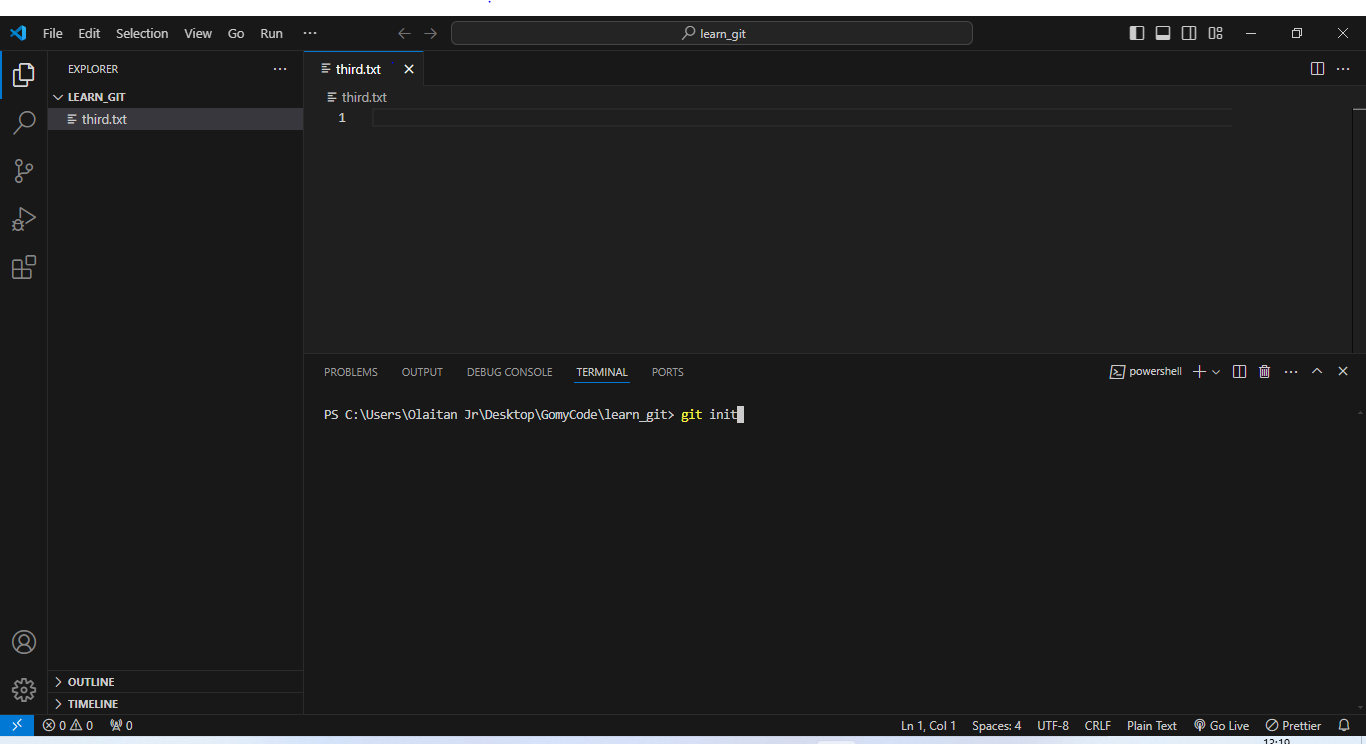 File Edit Selection View Go Run ··· learn_git
EXPLORER ···
LEARN_GIT
third.txt
third.txt
third.txt
1
PROBLEMS OUTPUT DEBUG CONSOLE TERMINAL PORTS powershell
PS C:\Users\Olaitan Jr\Desktop\GomyCode\learn_git> git init
OUTLINE
TIMELINE
0 0 0 Ln 1, Col 1 Spaces: 4 UTF-8 CRLF Plain Text Go Live Prettier